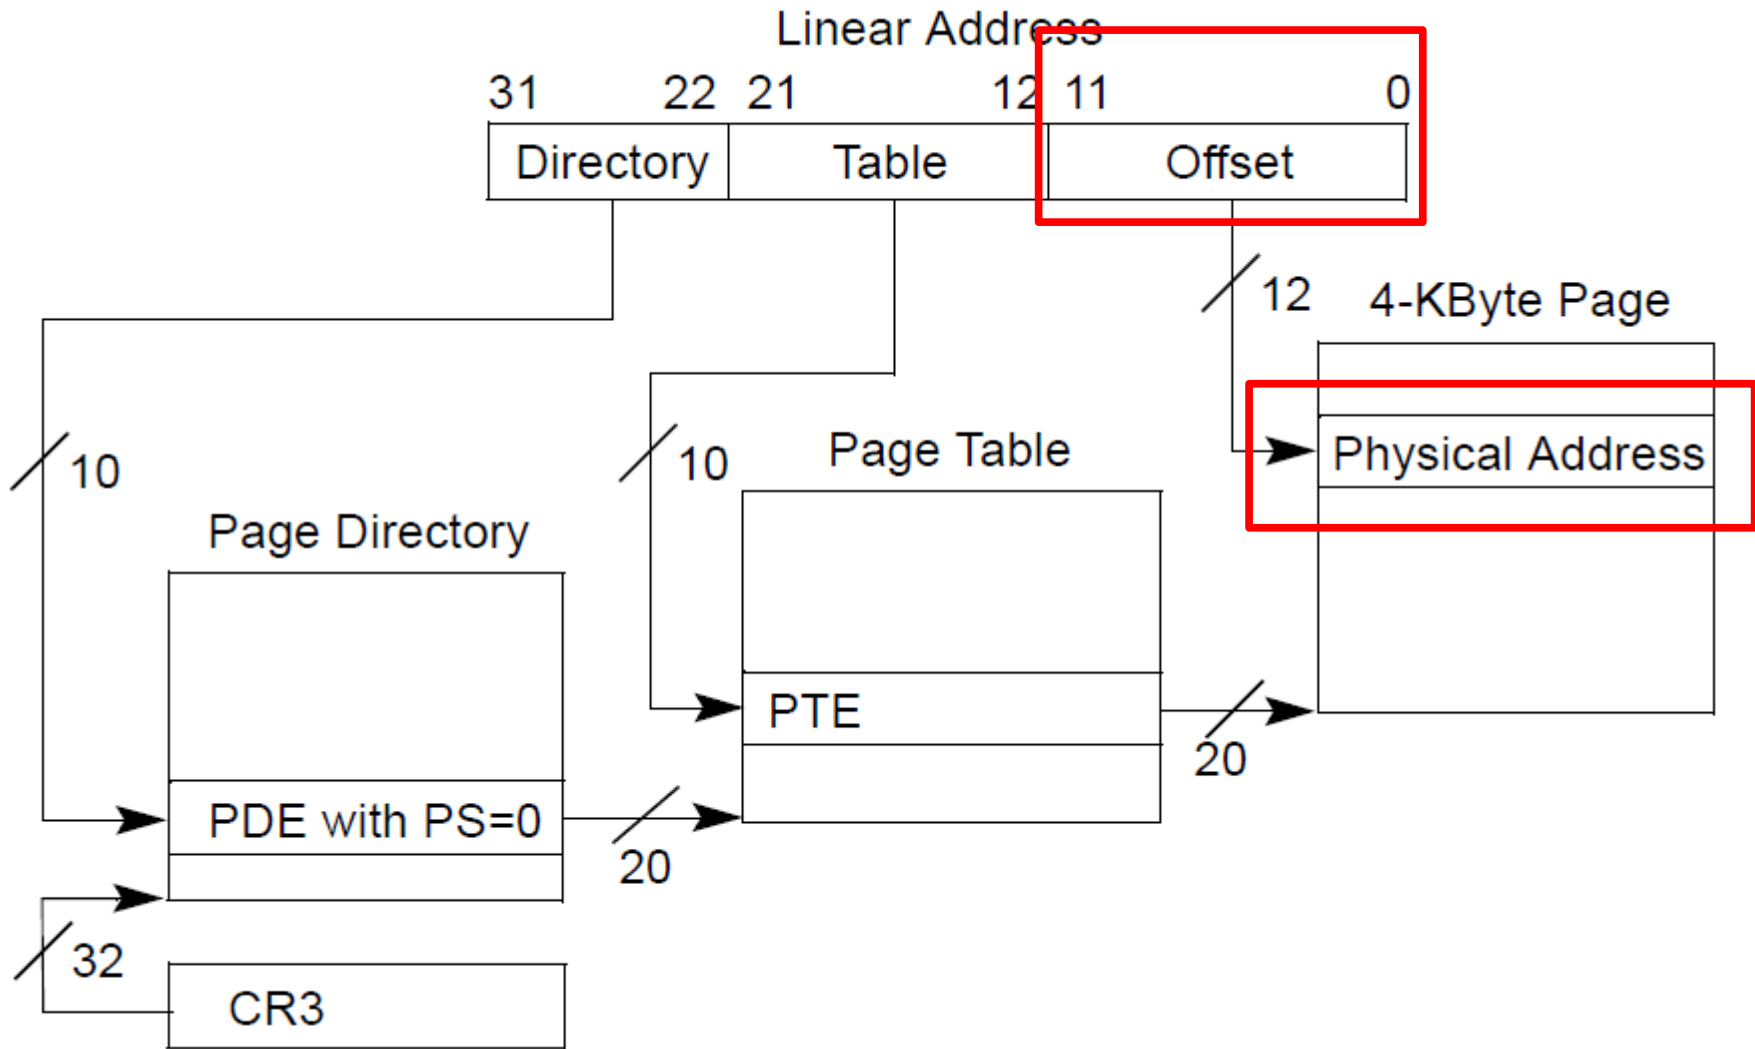 Linear Address
31 22 21 12 11 0
Directory Table Offset
12
4-KByte Page
Physical Address
10
10
Page Table
Page Directory
PTE
20
PDE with PS=0
20
32
CR3